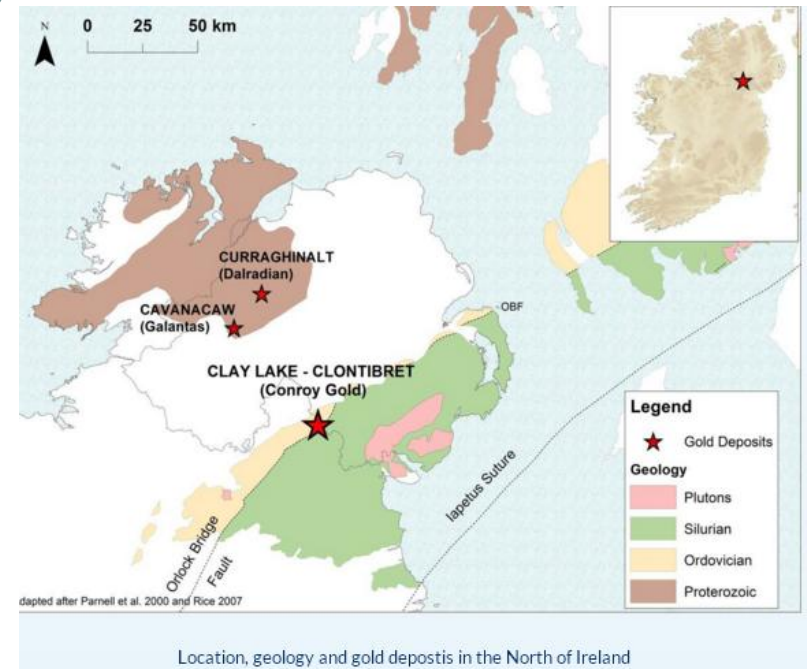 N
0 25 50 km
CURRAGHINALT
(Dalradian)
CAVANACAW
(Galantas)
OBF
CLAY LAKE - CLONTIBRET
(Conroy Gold)
Iapetus Suture
Orlock Bridge
Fault
Legend
Gold Deposits
Geology
Plutons
Silurian
Ordovician
Proterozoic
dapted after Parnell et al. 2000 and Rice 2007
Location, geology and gold depostis in the North of Ireland